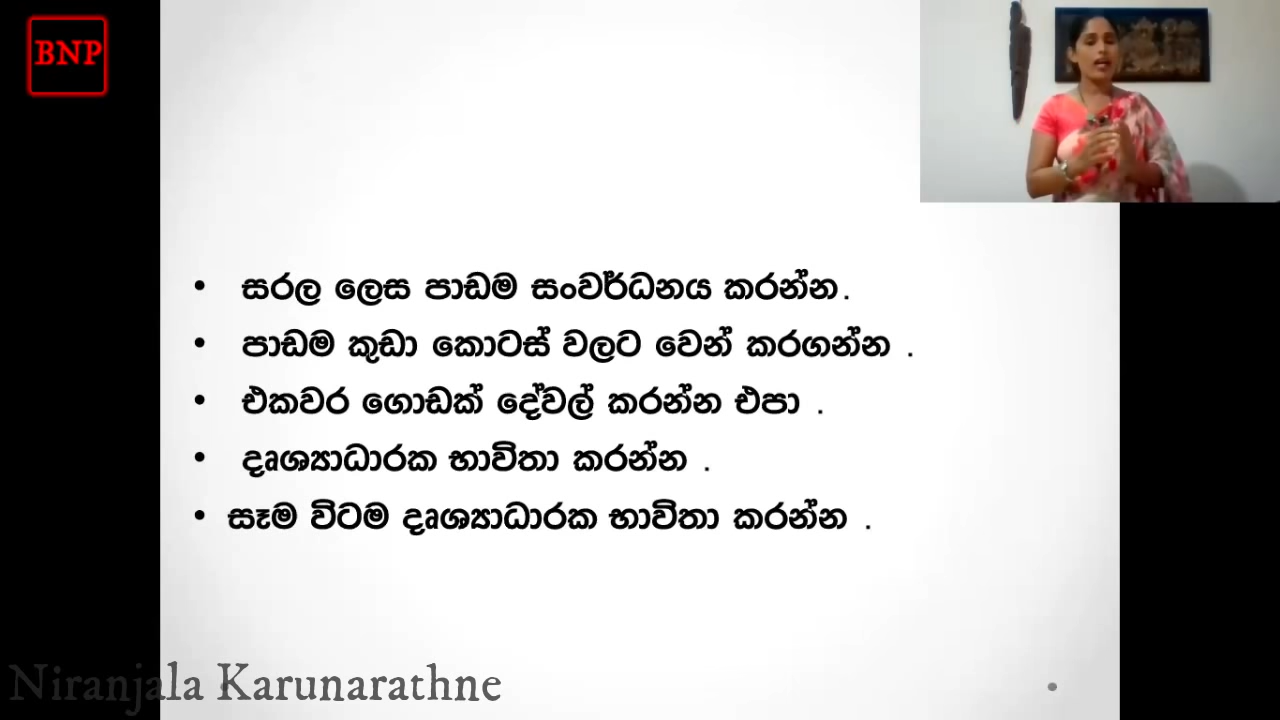 BNP
• සරල ලෙස පාඩම සංවර්ධනය කරන්න.
• පාඩම කුඩා කොටස් වලට වෙන් කරගන්න .
• එකවර ගොඩක් දේවල් කරන්න එපා .
• දෘශ්‍යාධාරක භාවිතා කරන්න .
• සෑම විටම දෘශ්‍යාධාරක භාවිතා කරන්න .
Niranjala Karunarathne